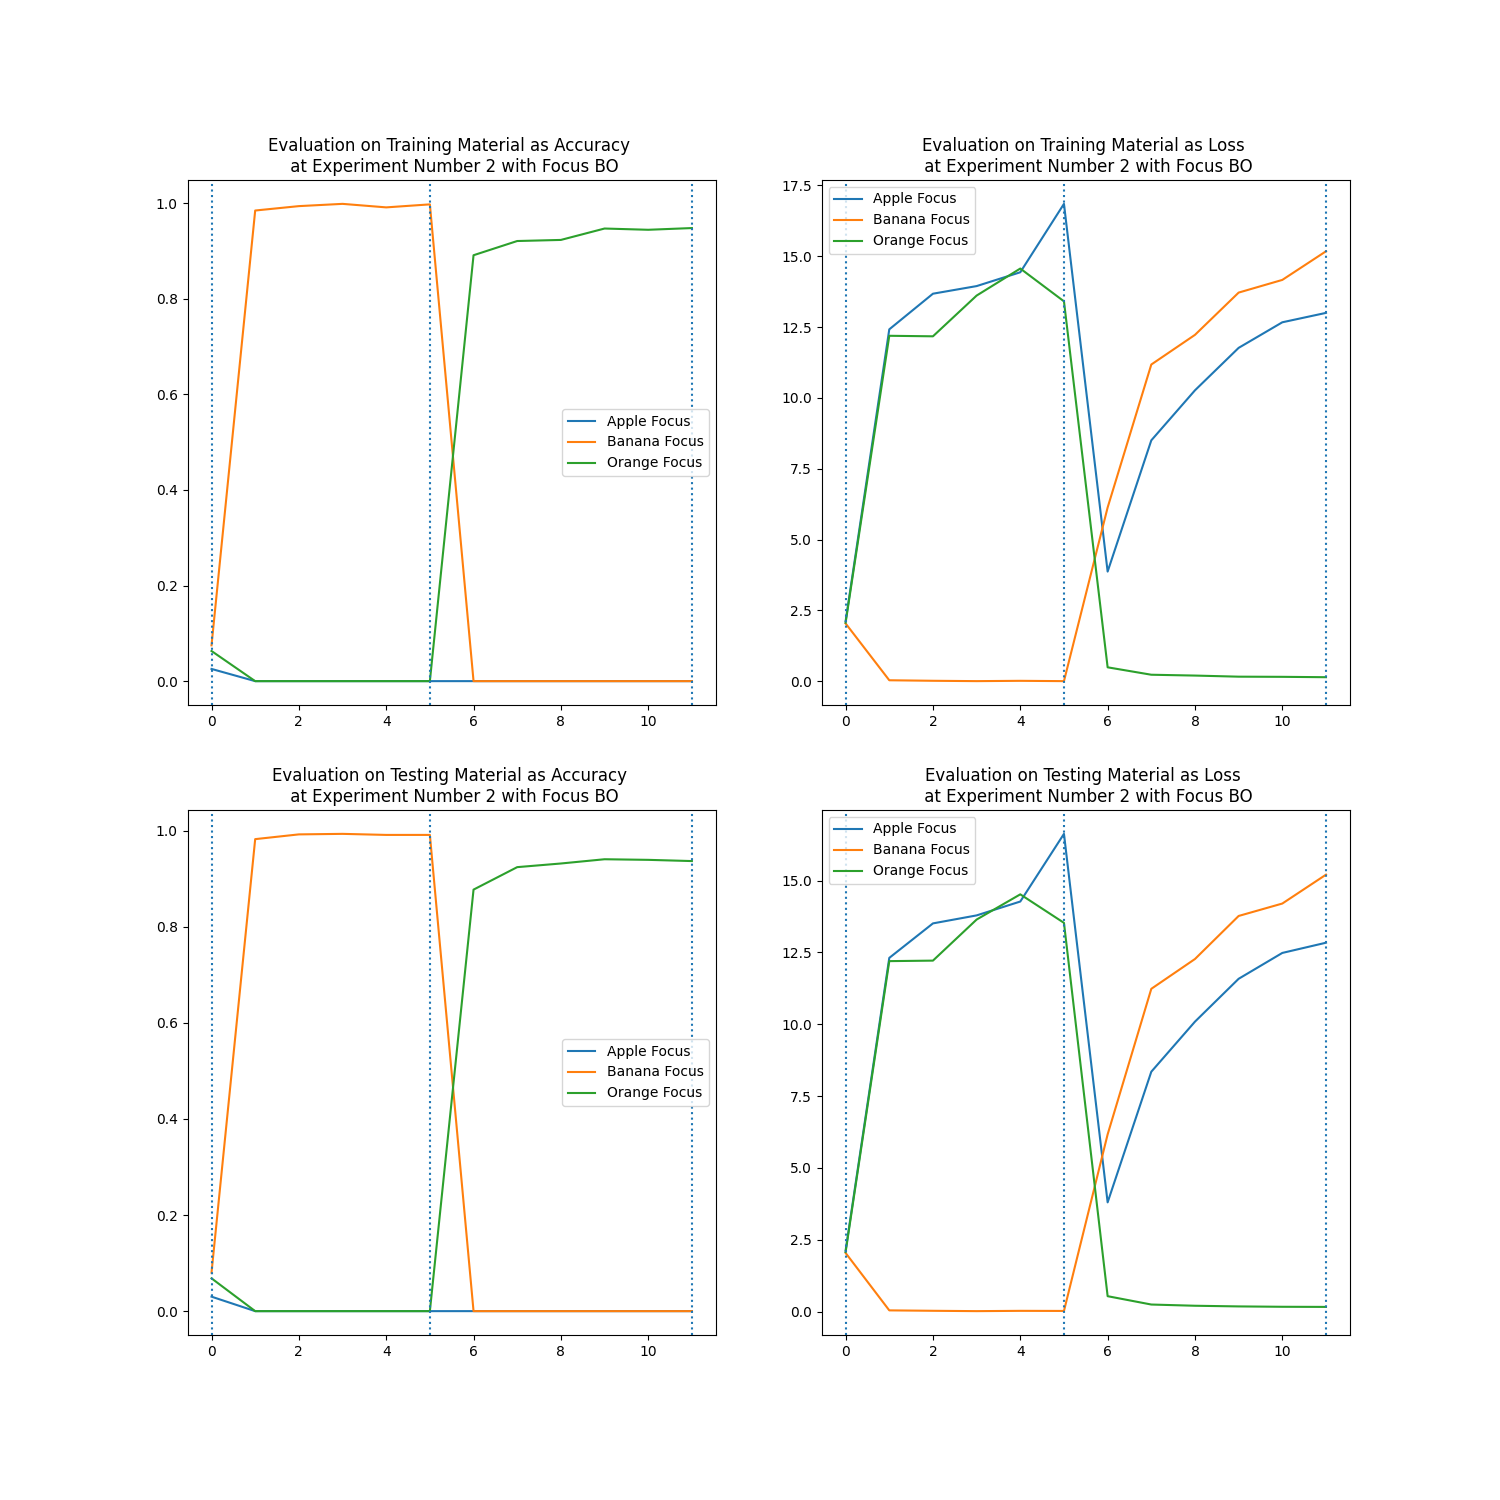 Evaluation on Training Material as Accuracy
at Experiment Number 2 with Focus BO
1.0
0.8
0.6
0.4
0.2
0.0
Apple Focus
Banana Focus
Orange Focus
0 2 4 6 8 10
Evaluation on Training Material as Loss
at Experiment Number 2 with Focus BO
17.5
15.0
12.5
10.0
7.5
5.0
2.5
0.0
Apple Focus
Banana Focus
Orange Focus
0 2 4 6 8 10
Evaluation on Testing Material as Accuracy
at Experiment Number 2 with Focus BO
1.0
0.8
0.6
0.4
0.2
0.0
Apple Focus
Banana Focus
Orange Focus
0 2 4 6 8 10
Evaluation on Testing Material as Loss
at Experiment Number 2 with Focus BO
15.0
12.5
10.0
7.5
5.0
2.5
0.0
Apple Focus
Banana Focus
Orange Focus
0 2 4 6 8 10